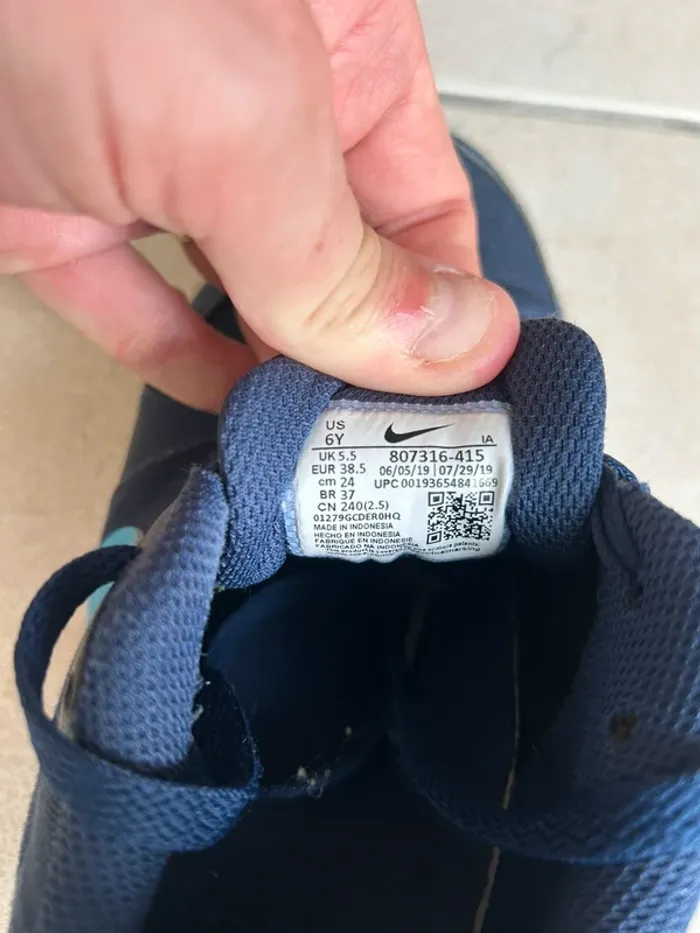 US
6Y
IA
UK 5.5
807316-415
EUR 38.5
06/05/19 07/29/19
cm 24
UPC 00193654841669
BR 37
CN 240(2.5)
01279GCDER0HQ
MADE IN INDONESIA
HECHO EN INDONESIA
FABRIQUE EN INDONESIE
FABRICADO NA INDONESIA